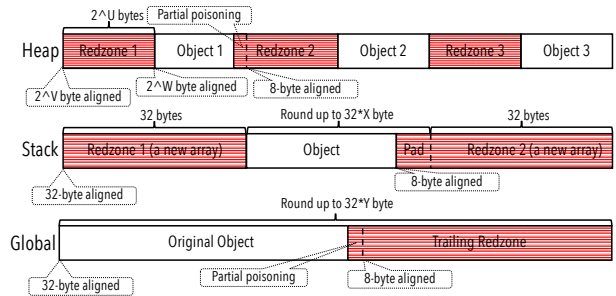 2^U bytes
Partial poisoning
Heap
Redzone 1
Object 1
Redzone 2
Object 2
Redzone 3
Object 3
2^V byte aligned
2^W byte aligned
8-byte aligned
32 bytes
Round up to 32*X byte
32 bytes
Stack
Redzone 1 (a new array)
Object
Pad
Redzone 2 (a new array)
32-byte aligned
8-byte aligned
Round up to 32*Y byte
Global
Original Object
Trailing Redzone
32-byte aligned
Partial poisoning
8-byte aligned